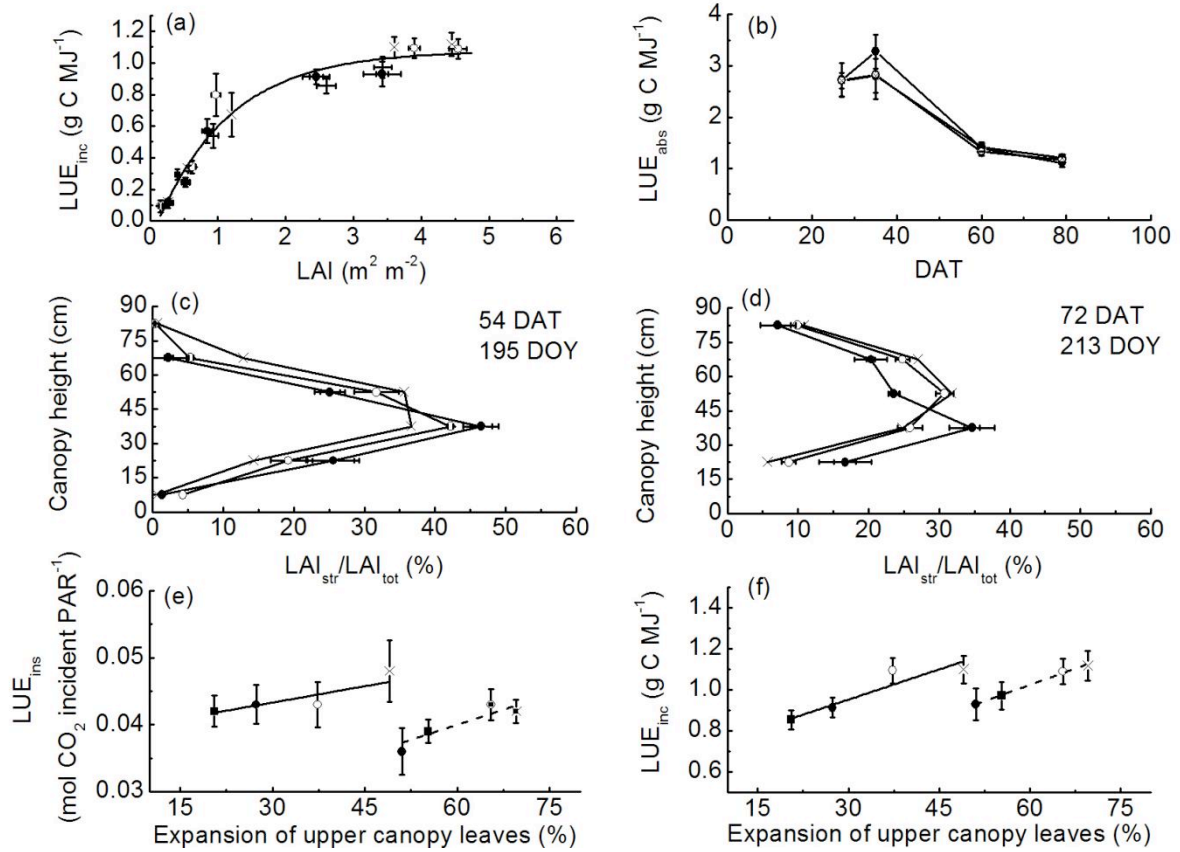 (a)
1.2
1.0
0.8
0.6
0.4
0.2
0.0
LUE_inc (g C MJ⁻¹)
0 1 2 3 4 5 6
LAI (m² m⁻²)
(b)
4
3
2
1
0
LUE_abs (g C MJ⁻¹)
0 20 40 60 80 100
DAT
(c)
54 DAT
195 DOY
90
75
60
45
30
15
0
Canopy height (cm)
0 10 20 30 40 50 60
LAI_str/LAI_tot (%)
(d)
72 DAT
213 DOY
90
75
60
45
30
15
0
Canopy height (cm)
0 10 20 30 40 50 60
LAI_str/LAI_tot (%)
(e)
0.06
0.05
0.04
0.03
LUE_ins
(mol CO₂ incident PAR⁻¹)
15 30 45 60 75
Expansion of upper canopy leaves (%)
(f)
1.4
1.2
1.0
0.8
0.6
LUE_inc (g C MJ⁻¹)
15 30 45 60 75
Expansion of upper canopy leaves (%)